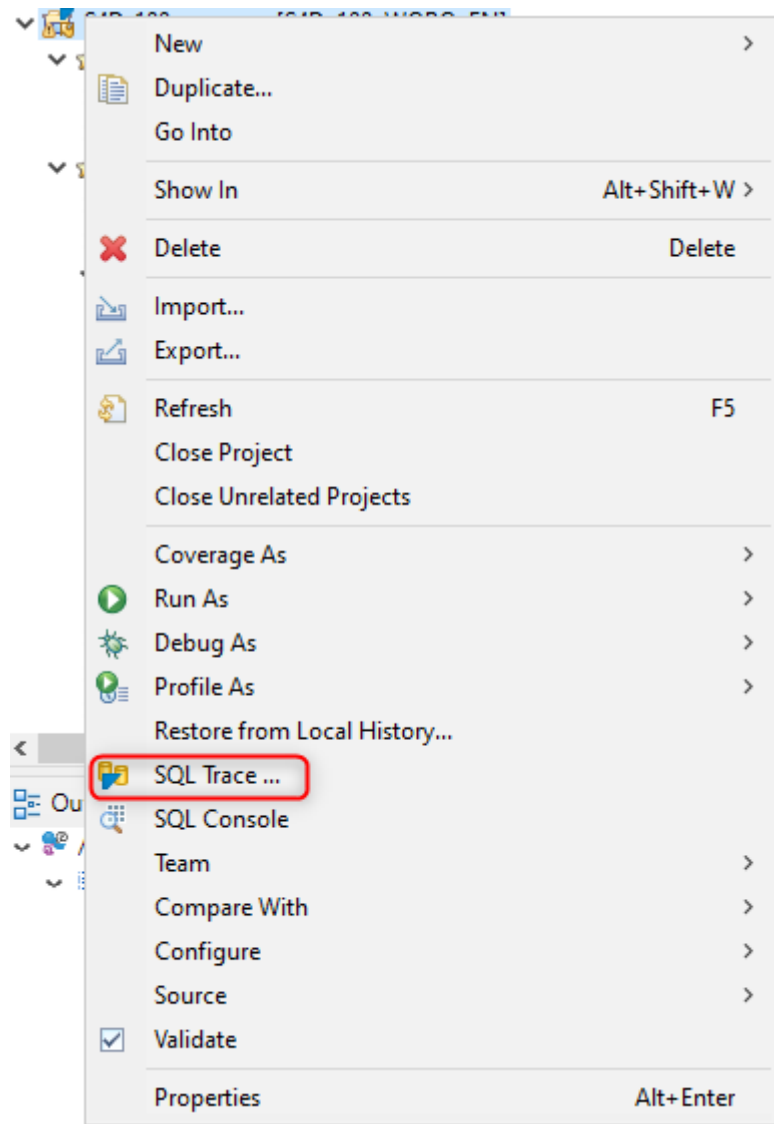 New
Duplicate...
Go Into
Show In Alt+Shift+W
Delete Delete
Import...
Export...
Refresh F5
Close Project
Close Unrelated Projects
Coverage As
Run As
Debug As
Profile As
Restore from Local History...
SQL Trace ...
Ou
SQL Console
Team
Compare With
Configure
Source
Validate
Properties Alt+Enter